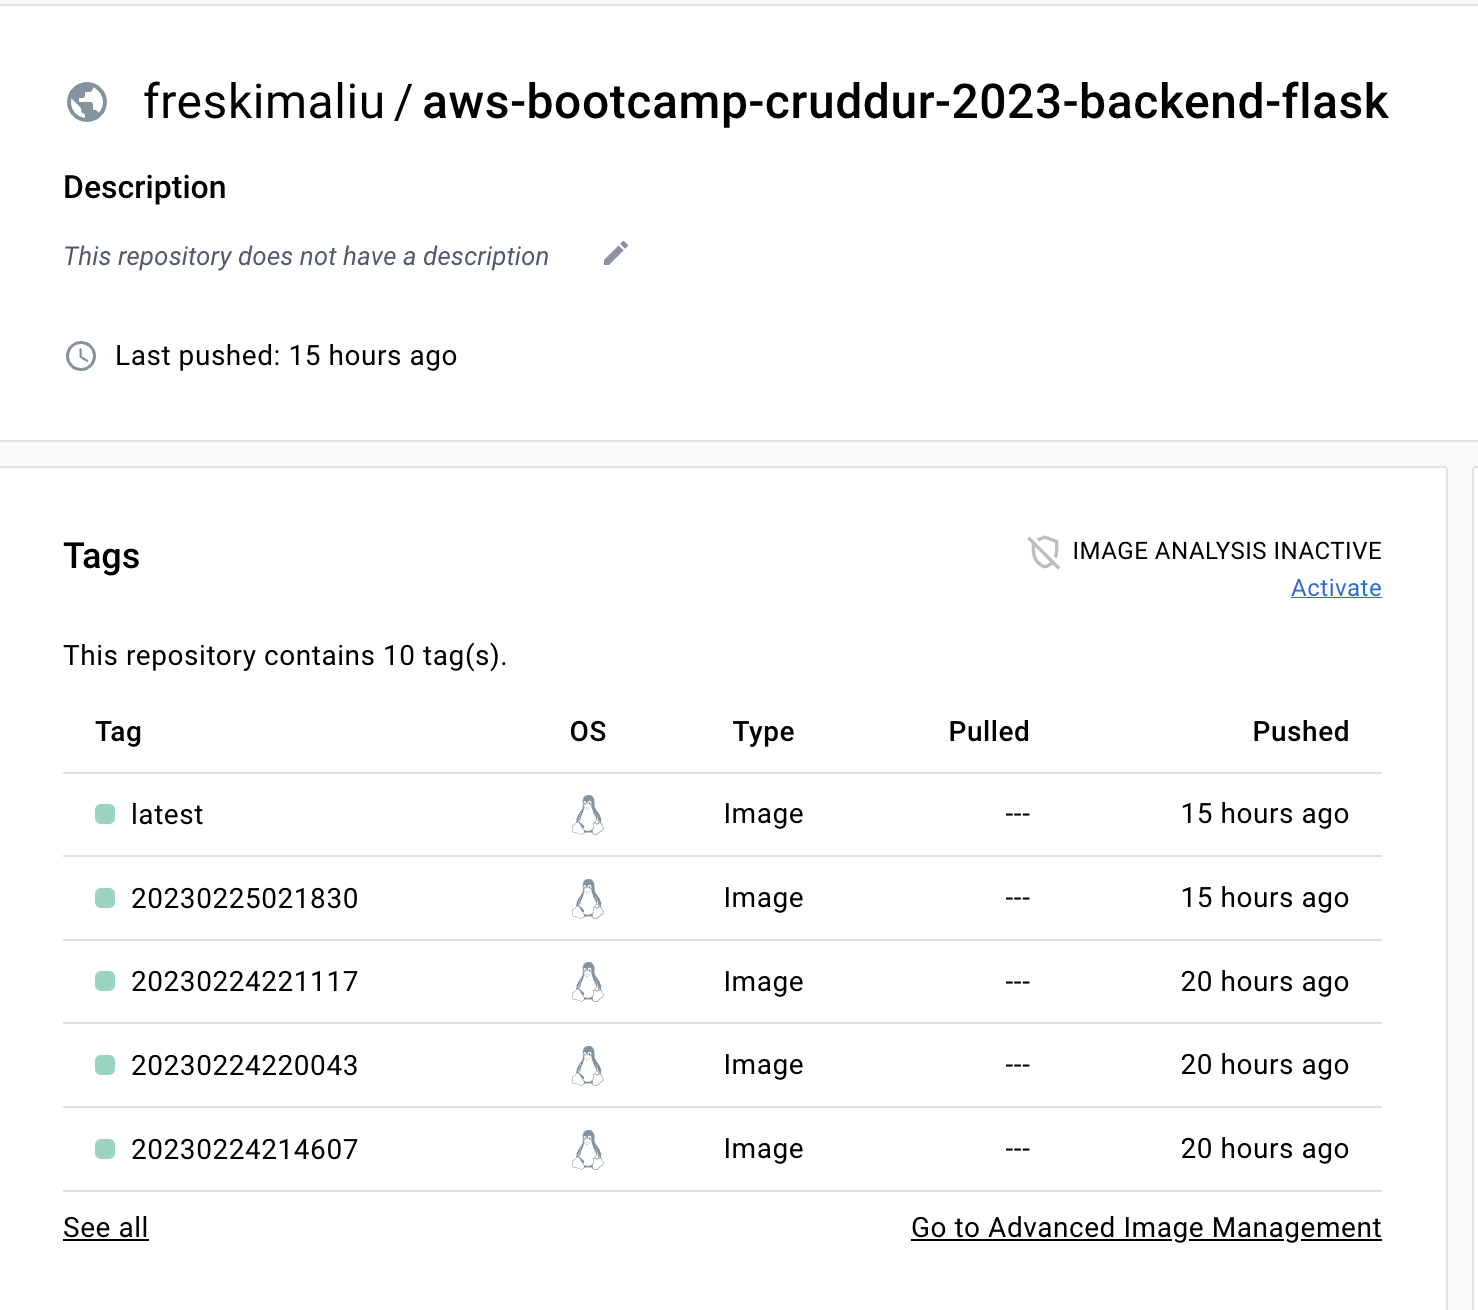 freskimaliu / aws-bootcamp-cruddur-2023-backend-flask
Description
This repository does not have a description
Last pushed: 15 hours ago
Tags
IMAGE ANALYSIS INACTIVE
Activate
This repository contains 10 tag(s).
Tag OS Type Pulled Pushed
latest Image --- 15 hours ago
20230225021830 Image --- 15 hours ago
20230224221117 Image --- 20 hours ago
20230224220043 Image --- 20 hours ago
20230224214607 Image --- 20 hours ago
See all Go to Advanced Image Management